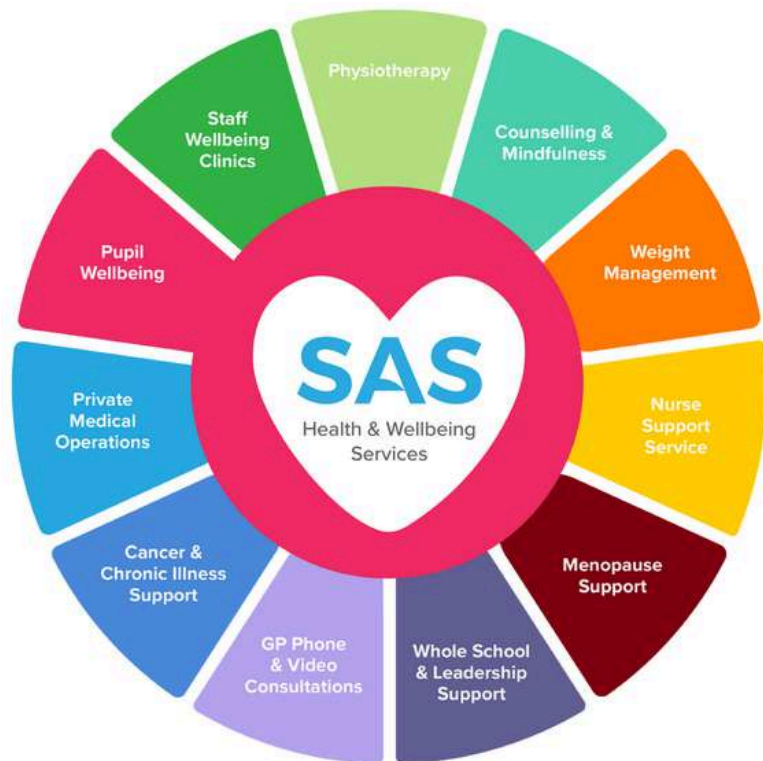 Physiotherapy
Counselling &
Mindfulness
Weight
Management
Nurse
Support
Service
Menopause
Support
Whole School
& Leadership
Support
GP Phone
& Video
Consultations
Cancer &
Chronic Illness
Support
Private
Medical
Operations
Pupil
Wellbeing
Staff
Wellbeing
Clinics
SAS
Health & Wellbeing
Services